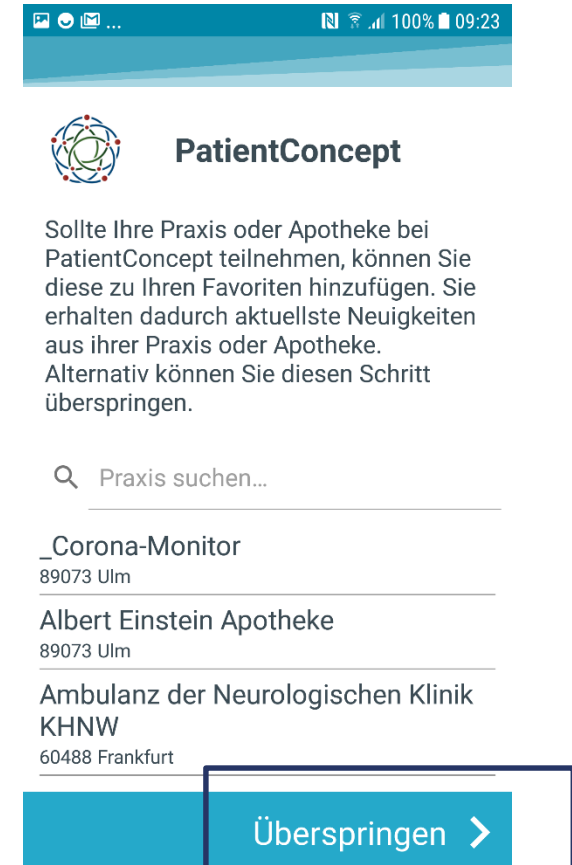 ... 100% 09:23
PatientConcept
Sollte Ihre Praxis oder Apotheke bei
PatientConcept teilnehmen, können Sie
diese zu Ihren Favoriten hinzufügen. Sie
erhalten dadurch aktuellste Neuigkeiten
aus ihrer Praxis oder Apotheke.
Alternativ können Sie diesen Schritt
überspringen.
Praxis suchen...
_Corona-Monitor
89073 Ulm
Albert Einstein Apotheke
89073 Ulm
Ambulanz der Neurologischen Klinik
KHNW
60488 Frankfurt
Überspringen